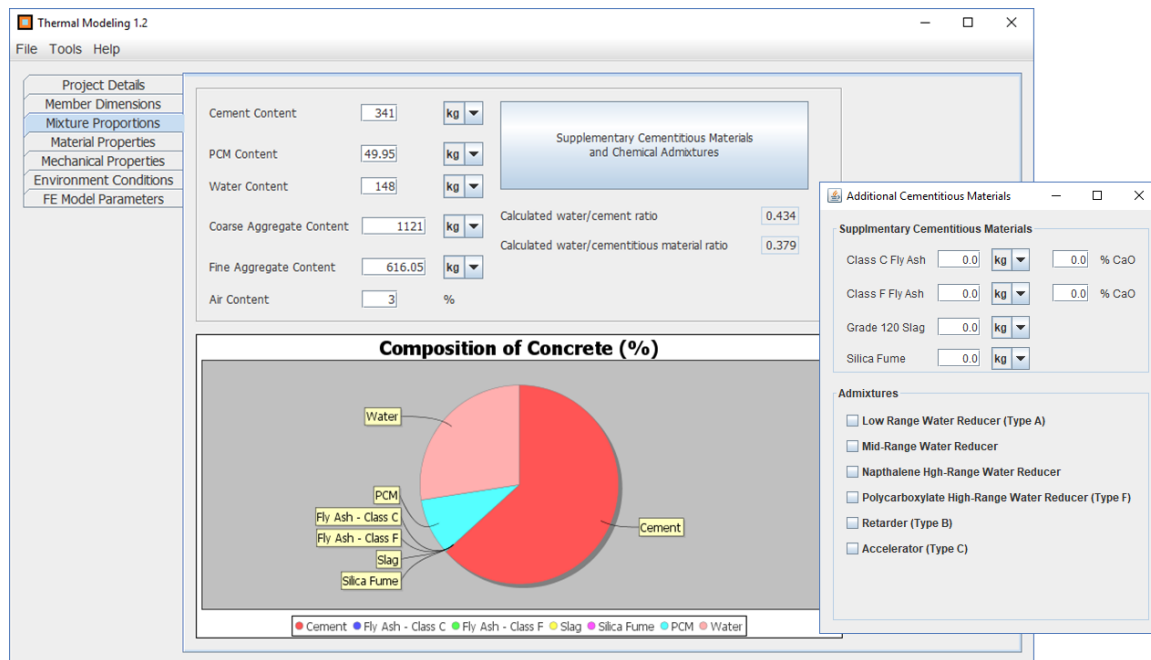 Thermal Modeling 1.2
File Tools Help
Project Details
Member Dimensions
Mixture Proportions
Material Properties
Mechanical Properties
Environment Conditions
FE Model Parameters
Cement Content 341 kg
PCM Content 49.95 kg
Water Content 148 kg
Coarse Aggregate Content 1121 kg
Fine Aggregate Content 616.05 kg
Air Content 3 %
Supplementary Cementitious Materials
and Chemical Admixtures
Calculated water/cement ratio 0.434
Calculated water/cementitious material ratio 0.379
Composition of Concrete (%)
Water
PCM
Fly Ash - Class C
Fly Ash - Class F
Slag
Silica Fume
Cement
Cement Fly Ash - Class C Fly Ash - Class F Slag Silica Fume PCM Water
Additional Cementitious Materials
Supplmentary Cementitious Materials
Class C Fly Ash 0.0 kg 0.0 % CaO
Class F Fly Ash 0.0 kg 0.0 % CaO
Grade 120 Slag 0.0 kg
Silica Fume 0.0 kg
Admixtures
Low Range Water Reducer (Type A)
Mid-Range Water Reducer
Napthalene Hgh-Range Water Reducer
Polycarboxylate High-Range Water Reducer (Type F)
Retarder (Type B)
Accelerator (Type C)